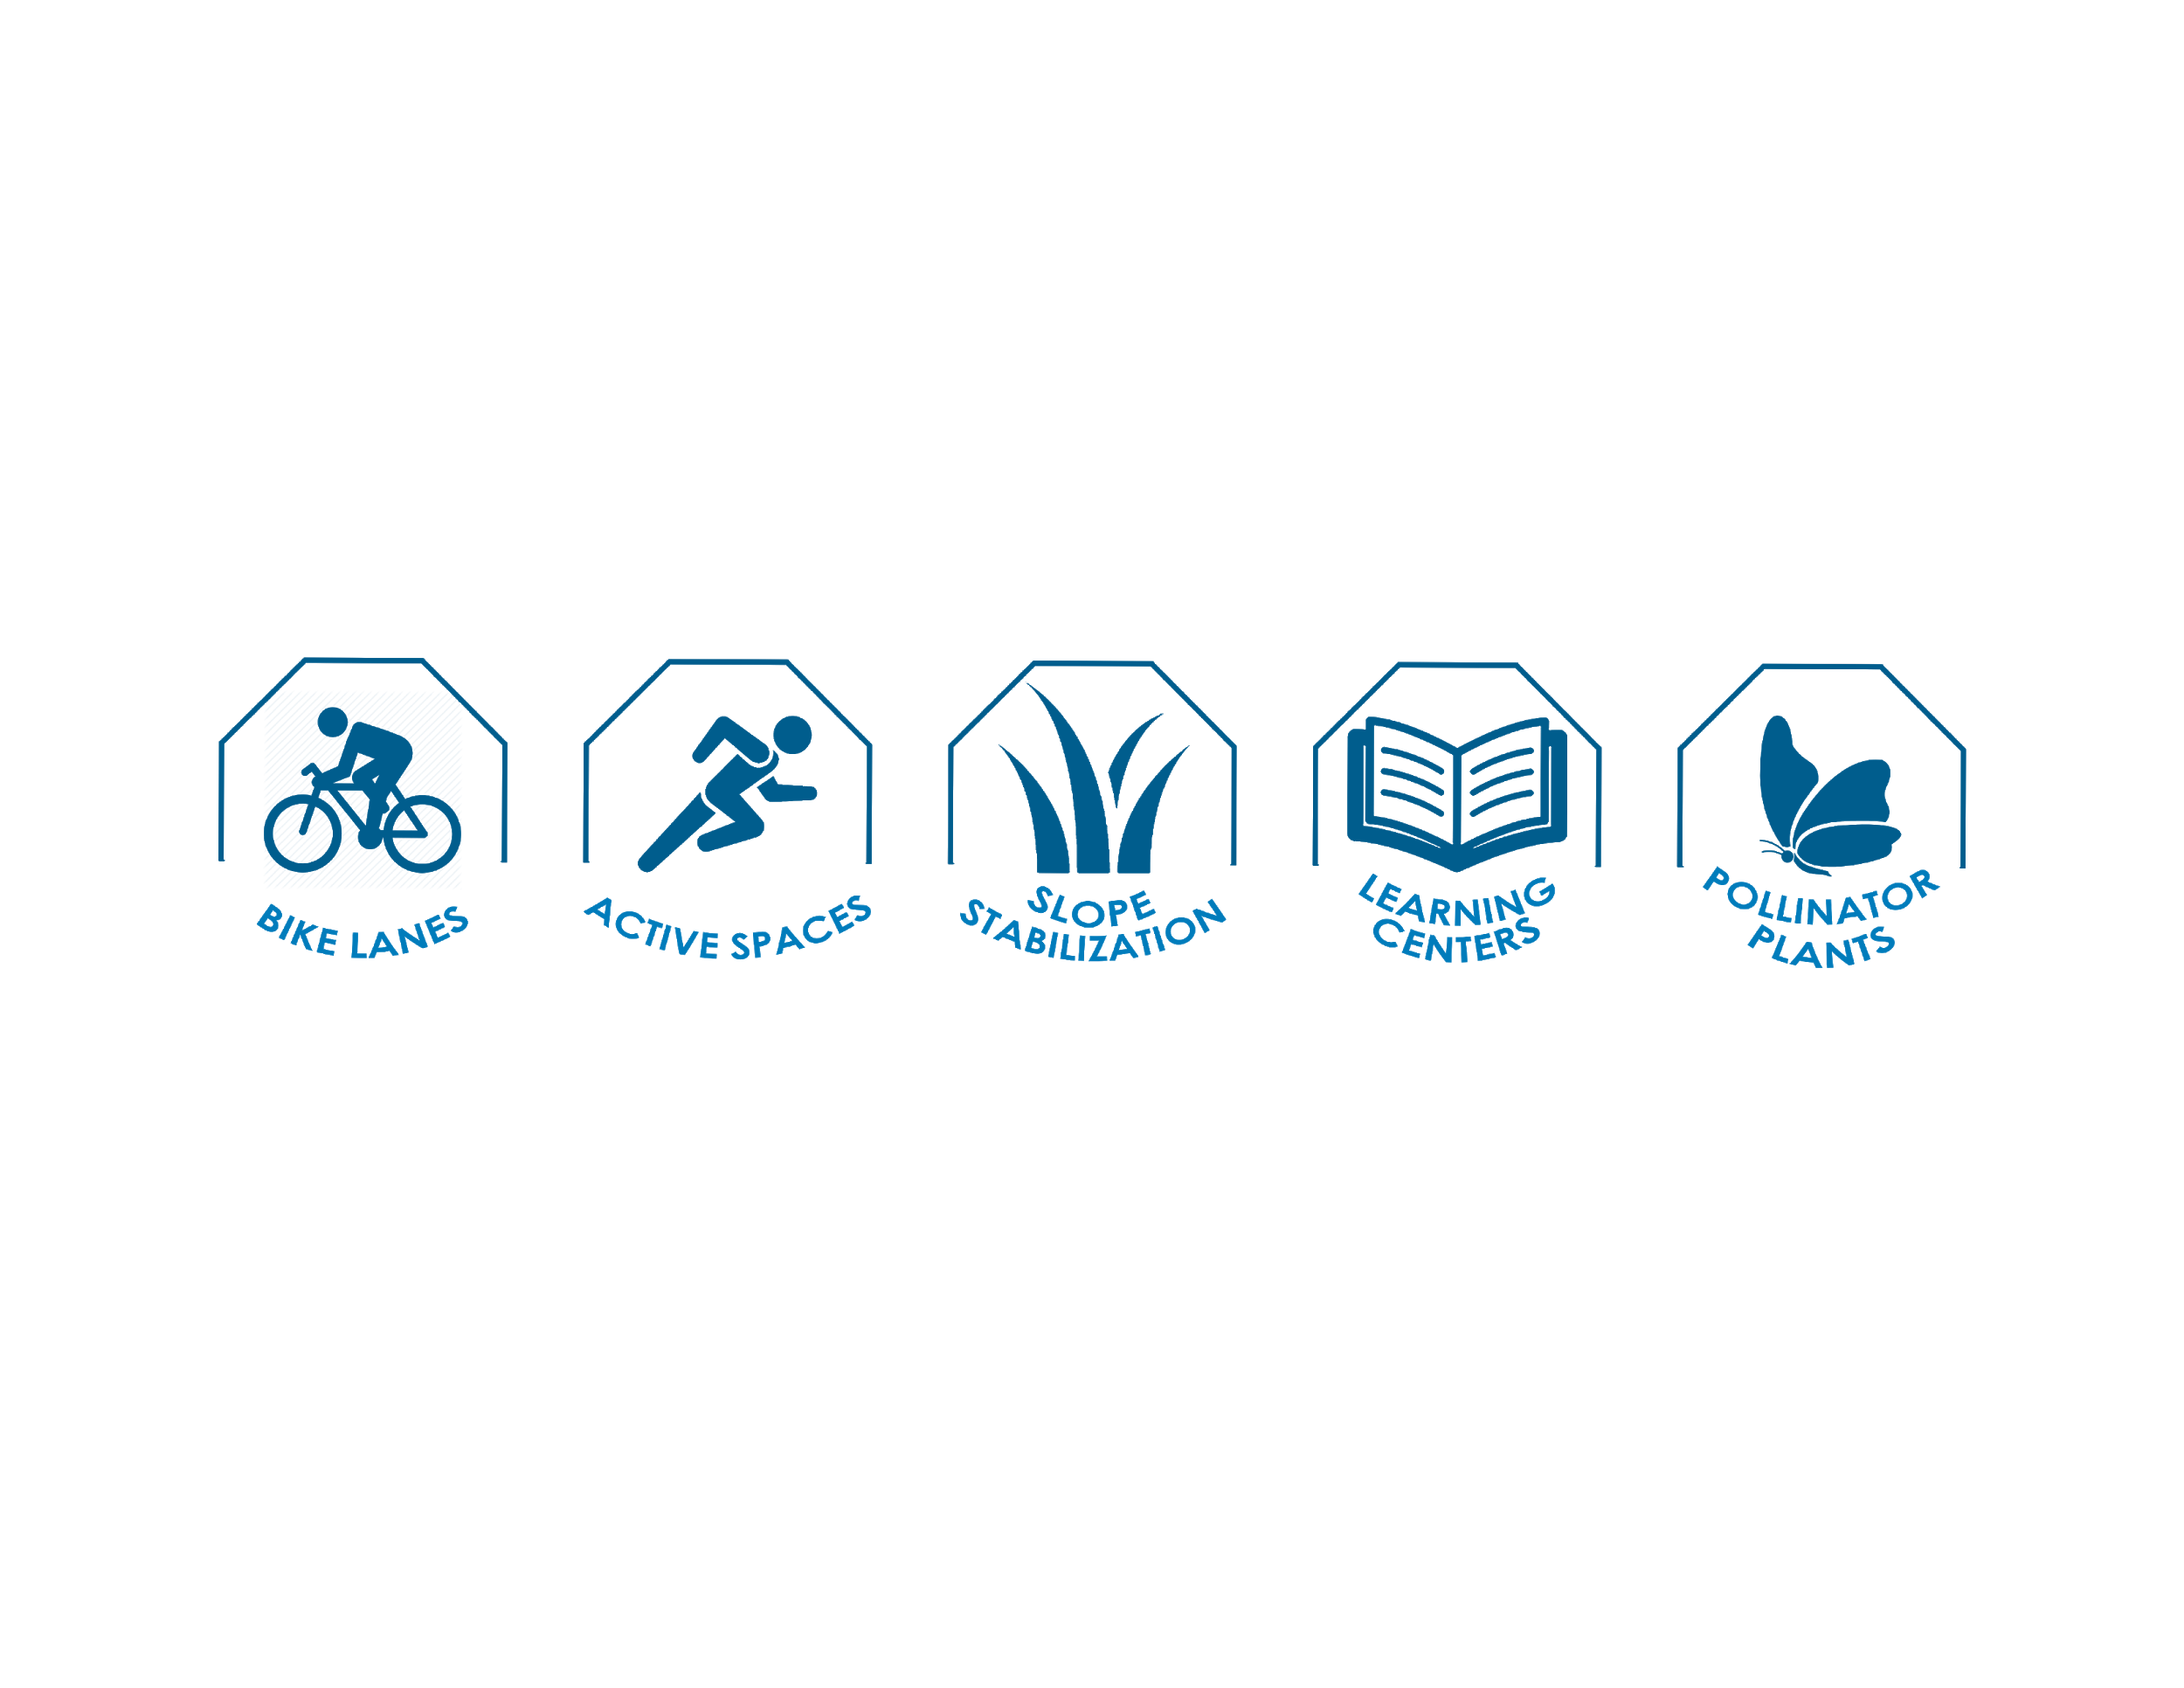 BIKE LANES
ACTIVE SPACES
SLOPE
STABILIZATION
LEARNING
CENTERS
POLLINATOR
PLANTS